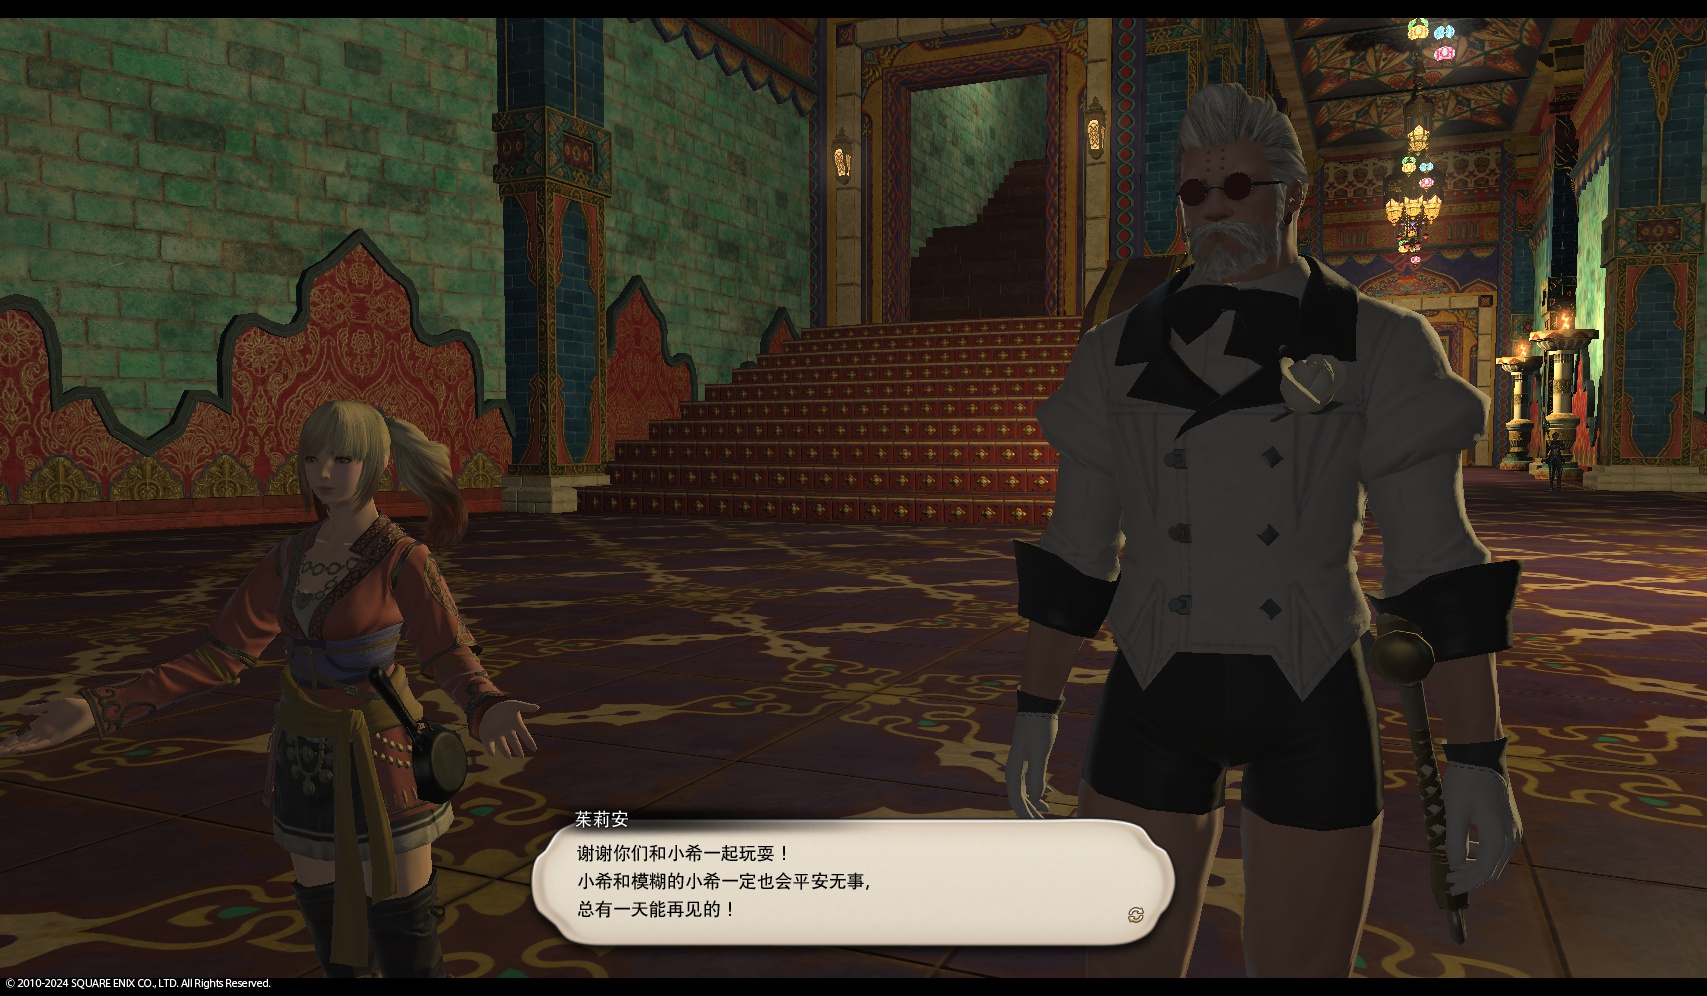 茱莉安
谢谢你们和小希一起玩耍！
小希和模糊的小希一定也会平安无事，
总有一天能再见的！
© 2010-2024 SQUARE ENIX CO., LTD. All Rights Reserved.